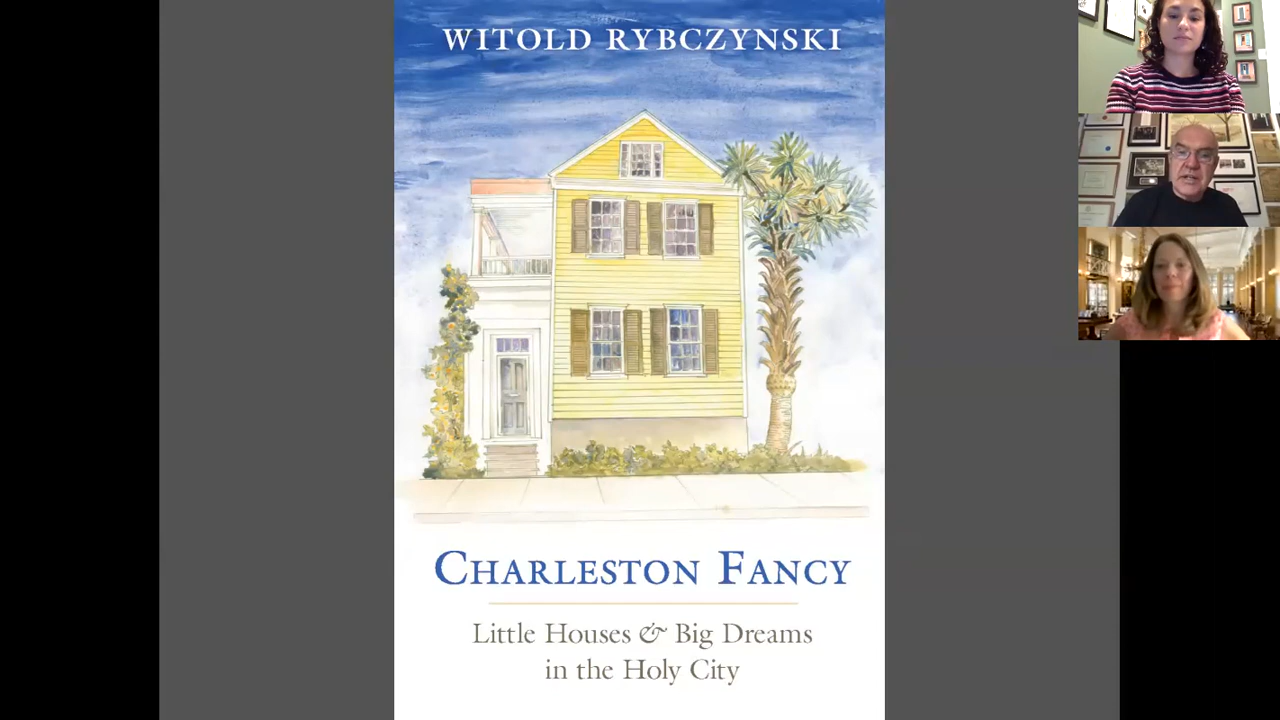 WITOLD RYBCZYNSKI
CHARLESTON FANCY
Little Houses & Big Dreams
in the Holy City